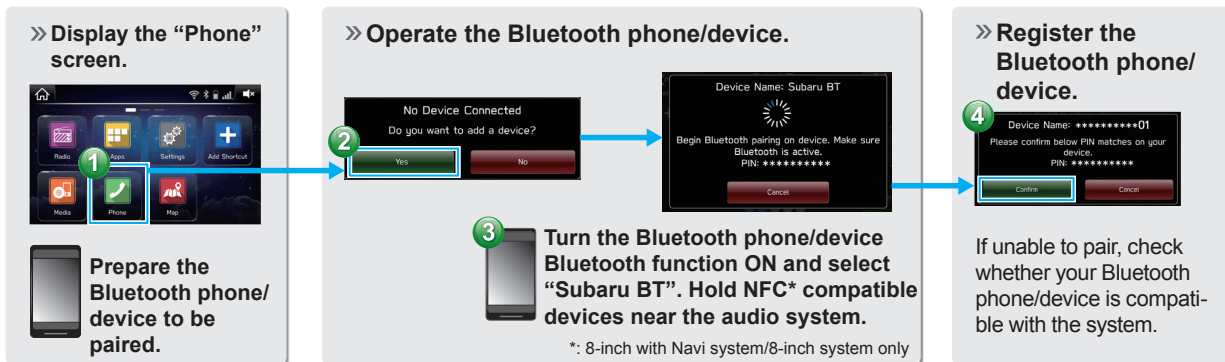 » Display the “Phone”
screen.
Radio
Apps
Settings
Add Shortcut
1
Media
Phone
Map
Prepare the
Bluetooth phone/
device to be
paired.
» Operate the Bluetooth phone/device.
No Device Connected
Do you want to add a device?
2
Yes
No
Device Name: Subaru BT
Begin Bluetooth pairing on device. Make sure
Bluetooth is active.
PIN: **********
Cancel
3
Turn the Bluetooth phone/device
Bluetooth function ON and select
“Subaru BT”. Hold NFC* compatible
devices near the audio system.
*: 8-inch with Navi system/8-inch system only
» Register the
Bluetooth phone/
device.
4
Device Name: **********01
Please confirm below PIN matches on your
device.
PIN: **********
Confirm
Cancel
If unable to pair, check
whether your Bluetooth
phone/device is compati-
ble with the system.